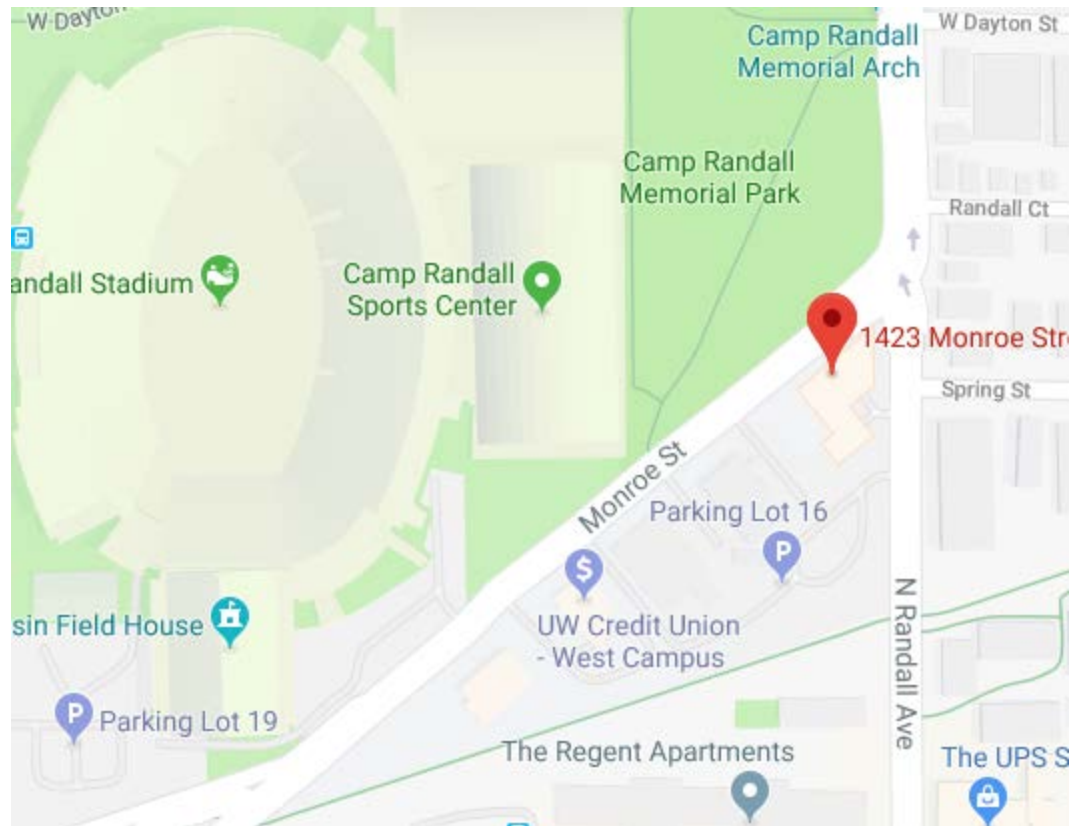 W Dayton
Camp Randall
Memorial Arch
W Dayton St
Camp Randall
Memorial Park
Randall Ct
andall Stadium
Camp Randall
Sports Center
1423 Monroe Stre
Spring St
Monroe St
Parking Lot 16
P
$
sin Field House
UW Credit Union
- West Campus
N Randall Ave
P
Parking Lot 19
The Regent Apartments
The UPS S